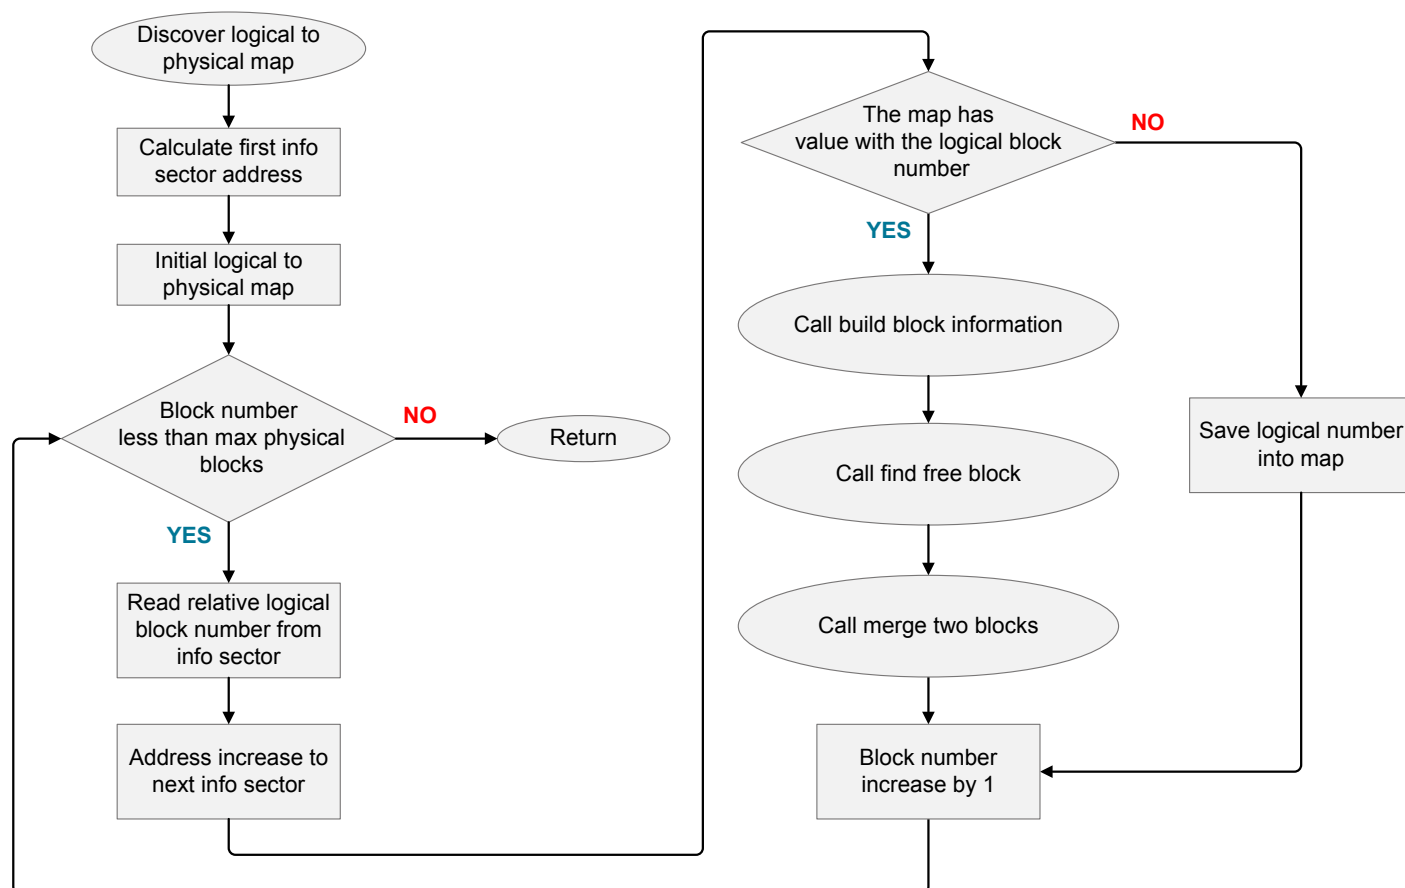 Discover logical to
physical map
Calculate first info
sector address
Initial logical to
physical map
Block number
less than max physical
blocks
NO
Return
YES
Read relative logical
block number from
info sector
Address increase to
next info sector
The map has
value with the logical block
number
NO
YES
Call build block information
Call find free block
Call merge two blocks
Save logical number
into map
Block number
increase by 1